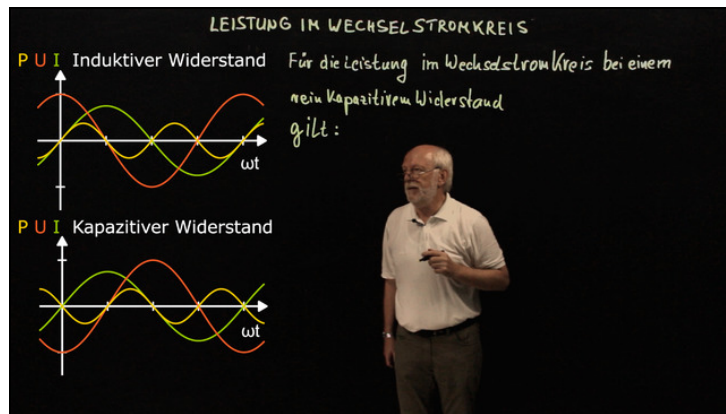 LEISTUNG IM WECHSELSTROMKREIS
P U I Induktiver Widerstand
ωt
P U I Kapazitiver Widerstand
ωt
Für die Leistung im Wechselstromkreis bei einem
rein kapazitivem Widerstand
gilt: